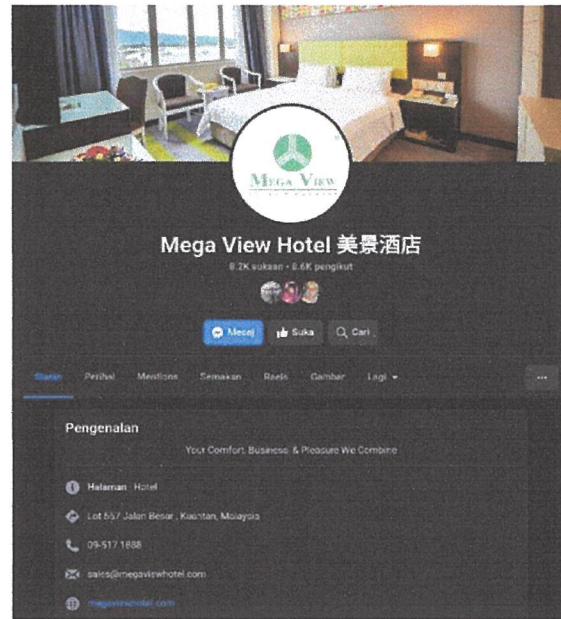 MEGA VIEW
Mega View Hotel 美景酒店
8.2K sukaan • 8.6K pengikut
Mesej Suka Cari
Siaran Perihal Mentions Semakan Reels Gambar Lagi
Pengenalan
Your Comfort, Business, & Pleasure We Combine
Halaman · Hotel
Lot 567 Jalan Besar, Kuantan, Malaysia
09-517 1888
sales@megaviewhotel.com
megaviewhotel.com